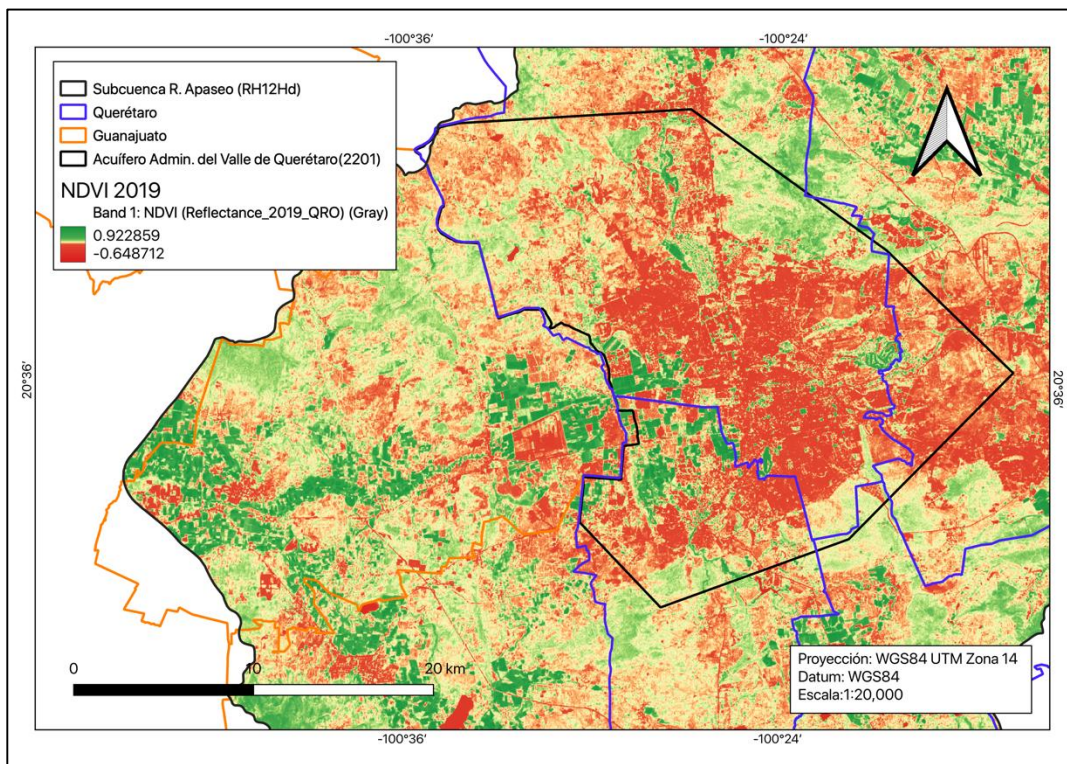 -100°36′
-100°24′
Subcuenca R. Apaseo (RH12Hd)
Querétaro
Guanajuato
Acuífero Admin. del Valle de Querétaro(2201)
NDVI 2019
Band 1: NDVI (Reflectance_2019_QRO) (Gray)
0.922859
-0.648712
20°36′
20°36′
0
10
20 km
Proyección: WGS84 UTM Zona 14
Datum: WGS84
Escala:1:20,000
-100°36′
-100°24′